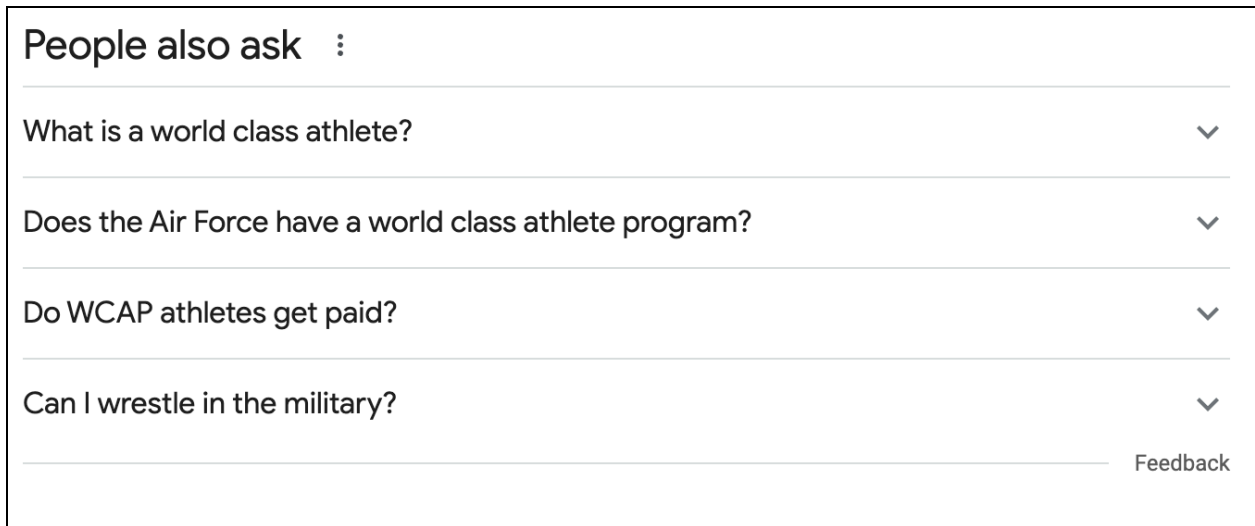 People also ask
What is a world class athlete?
Does the Air Force have a world class athlete program?
Do WCAP athletes get paid?
Can I wrestle in the military?
Feedback